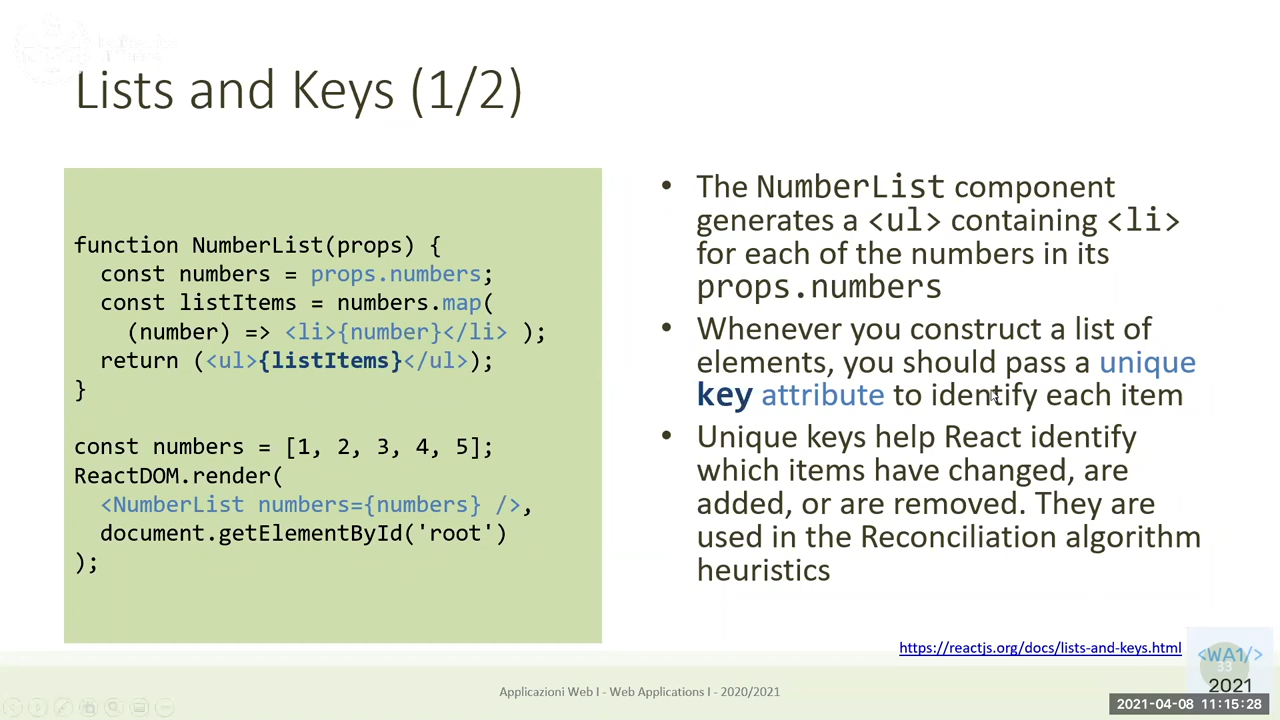 Lists and Keys (1/2)
function NumberList(props) {
  const numbers = props.numbers;
  const listItems = numbers.map(
    (number) => <li>{number}</li> );
  return (<ul>{listItems}</ul>);
}
const numbers = [1, 2, 3, 4, 5];
ReactDOM.render(
  <NumberList numbers={numbers} />,
  document.getElementById('root')
);
• The NumberList component
generates a <ul> containing <li>
for each of the numbers in its
props.numbers
• Whenever you construct a list of
elements, you should pass a unique
key attribute to identify each item
• Unique keys help React identify
which items have changed, are
added, or are removed. They are
used in the Reconciliation algorithm
heuristics
https://reactjs.org/docs/lists-and-keys.html
<WA1/>
33
2021
Applicazioni Web I - Web Applications I - 2020/2021
2021-04-08 11:15:28